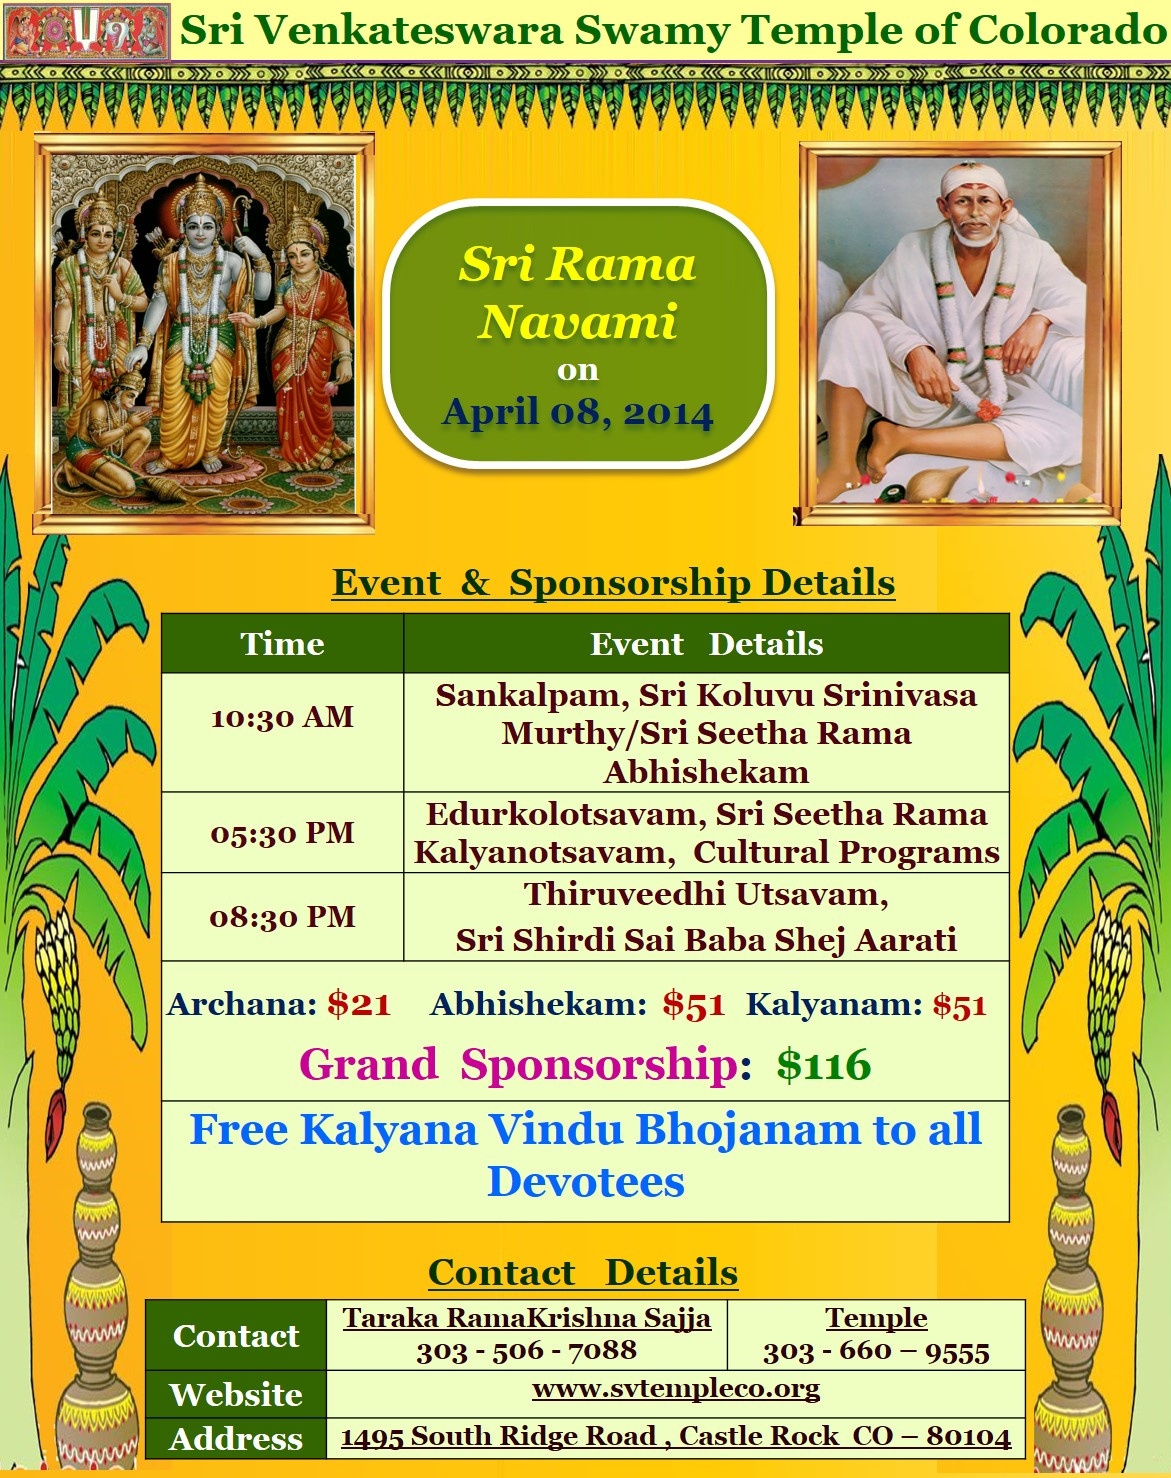 Sri Venkateswara Swamy Temple of Colorado
Sri Rama
Navami
on
April 08, 2014
Event & Sponsorship Details
Time Event Details
10:30 AM
Sankalpam, Sri Koluvu Srinivasa
Murthy/Sri Seetha Rama
Abhishekam
05:30 PM
Edurkolotsavam, Sri Seetha Rama
Kalyanotsavam, Cultural Programs
08:30 PM
Thiruveedhi Utsavam,
Sri Shirdi Sai Baba Shej Aarati
Archana: $21 Abhishekam: $51 Kalyanam: $51
Grand Sponsorship: $116
Free Kalyana Vindu Bhojanam to all
Devotees
Contact Details
Contact
Taraka RamaKrishna Sajja
303 - 506 - 7088
Temple
303 - 660 – 9555
Website www.svtempleco.org
Address 1495 South Ridge Road , Castle Rock CO – 80104